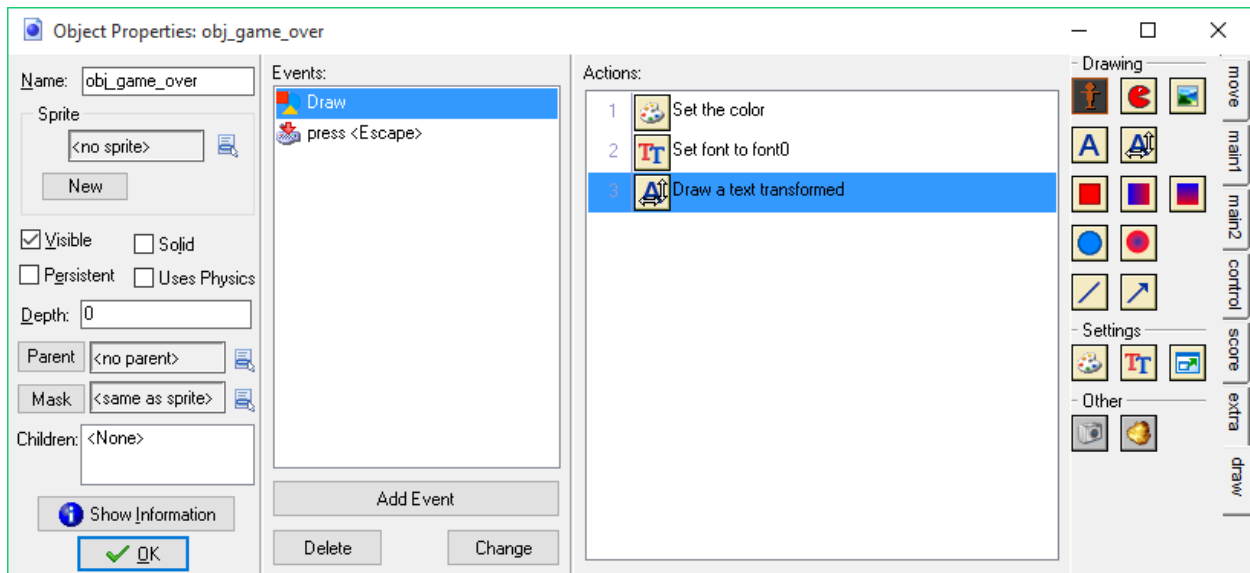 Object Properties: obj_game_over
Name: obj_game_over
Sprite
<no sprite>
New
Visible
Solid
Persistent
Uses Physics
Depth: 0
Parent <no parent>
Mask <same as sprite>
Children: <None>
Show Information
OK
Events:
Draw
press <Escape>
Add Event
Delete
Change
Actions:
1 Set the color
2 Set font to font0
3 Draw a text transformed
Drawing
Settings
Other
move
main1
main2
control
score
extra
draw